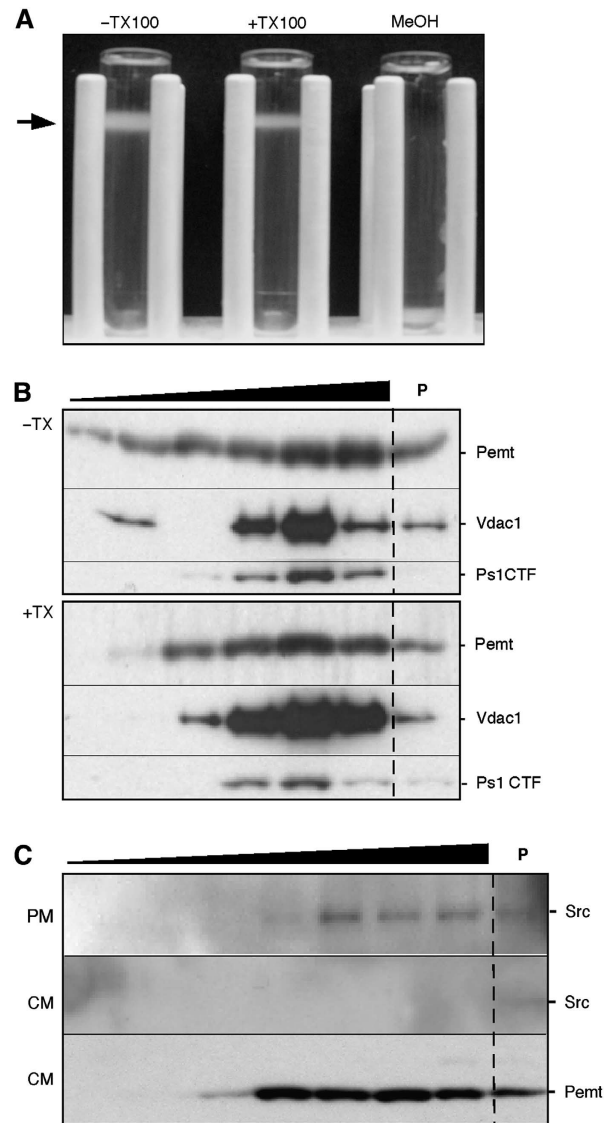 A
–TX100 +TX100 MeOH
B
P
–TX
Pemt
Vdac1
Ps1CTF
+TX
Pemt
Vdac1
Ps1 CTF
C
P
PM
Src
CM
Src
CM
Pemt